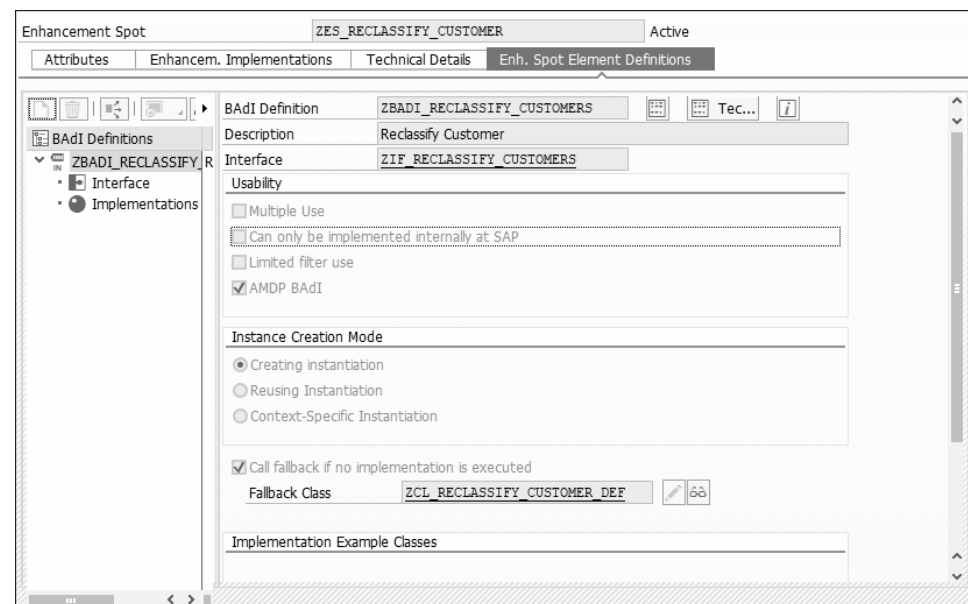 Enhancement Spot ZES_RECLASSIFY_CUSTOMER Active
Attributes Enhancem. Implementations Technical Details Enh. Spot Element Definitions
BAdI Definitions
ZBADI_RECLASSIFY_ R
IN
Interface
Implementations
BAdI Definition ZBADI_RECLASSIFY_CUSTOMERS Tec... i
Description Reclassify Customer
Interface ZIF_RECLASSIFY_CUSTOMERS
Usability
Multiple Use
Can only be implemented internally at SAP
Limited filter use
AMDP BAdI
Instance Creation Mode
Creating instantiation
Reusing Instantiation
Context-Specific Instantiation
Call fallback if no implementation is executed
Fallback Class ZCL_RECLASSIFY_CUSTOMER_DEF
Implementation Example Classes